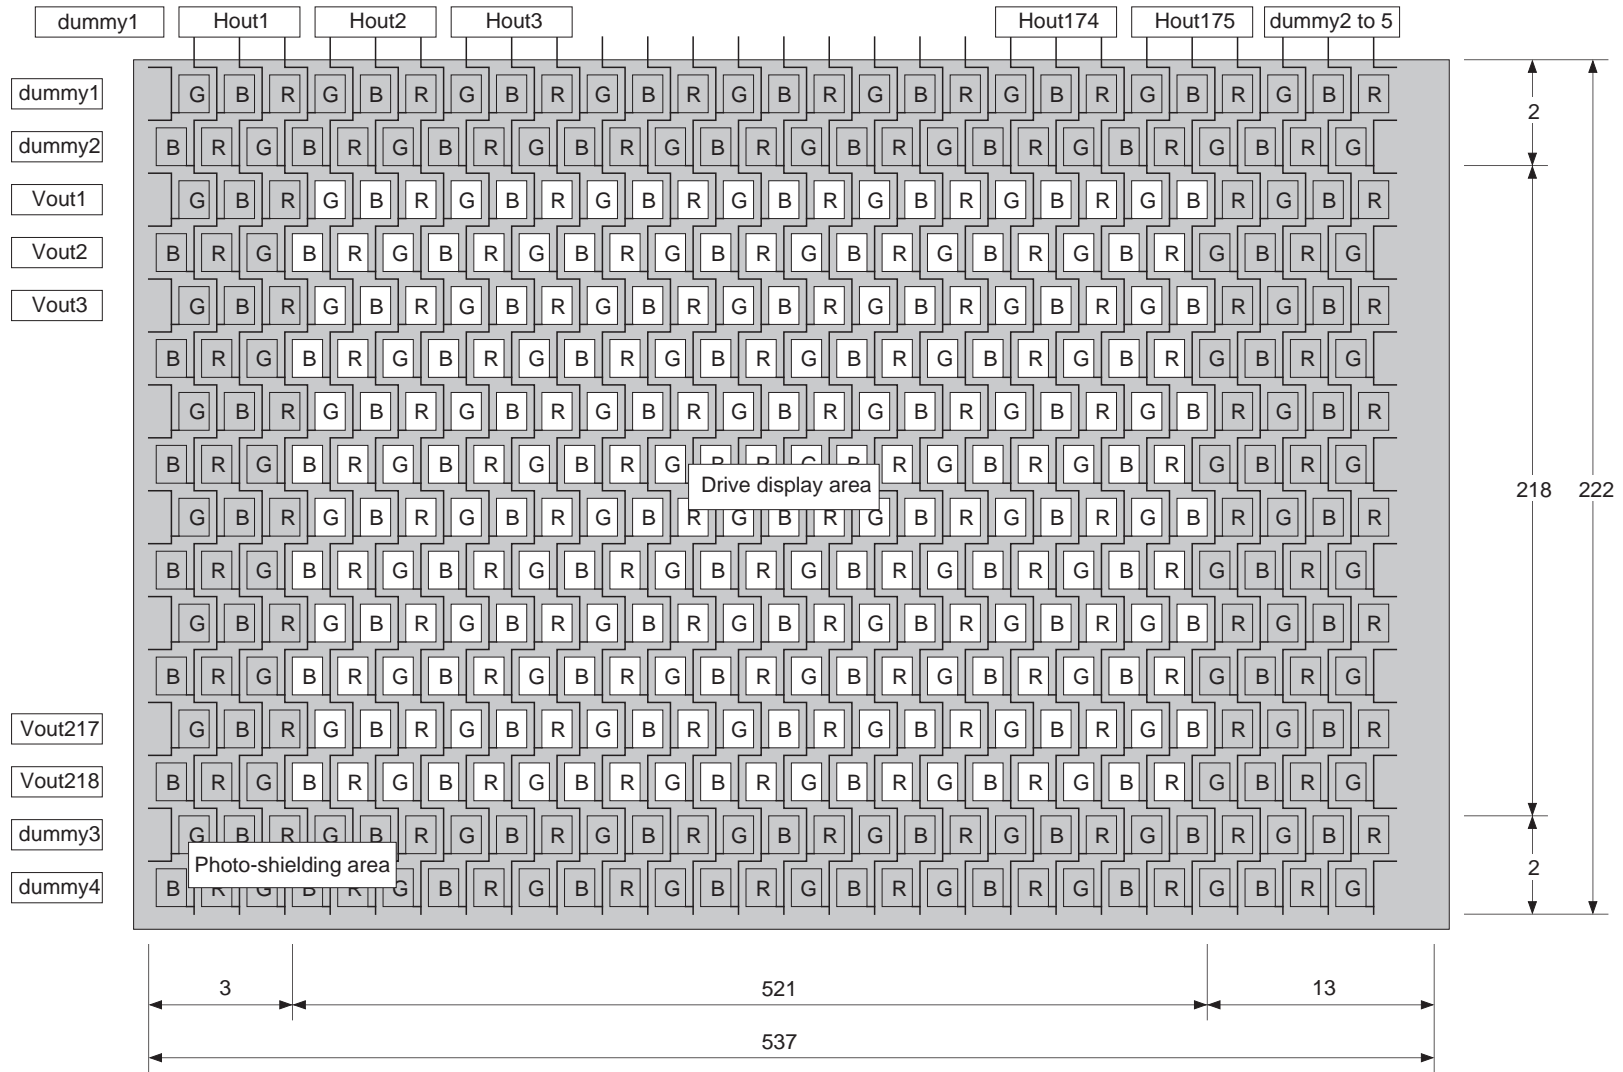 dummy1 Hout1 Hout2 Hout3 Hout174 Hout175 dummy2 to 5
dummy1 G B R G B R G B R G B R G B R G B R G B R G B R G B R
2
dummy2 B R G B R G B R G B R G B R G B R G B R G B R G B R G
Vout1 G B R G B R G B R G B R G B R G B R G B R G B R G B R
Vout2 B R G B R G B R G B R G B R G B R G B R G B R G B R G
Vout3 G B R G B R G B R G B R G B R G B R G B R G B R G B R
B R G B R G B R G B R G B R G B R G B R G B R G B R G
G B R G B R G B R G B R G B R G B R G B R G B R G B R
B R G B R G B R G B R G B R G B R G B R G B R G B R G
Drive display area
218 222
G B R G B R G B R G B R G B R G B R G B R G B R G B R
B R G B R G B R G B R G B R G B R G B R G B R G B R G
G B R G B R G B R G B R G B R G B R G B R G B R G B R
B R G B R G B R G B R G B R G B R G B R G B R G B R G
Vout217 G B R G B R G B R G B R G B R G B R G B R G B R G B R
Vout218 B R G B R G B R G B R G B R G B R G B R G B R G B R G
dummy3 G B R G B R G B R G B R G B R G B R G B R G B R G B R
Photo-shielding area
2
dummy4 B R G B R G B R G B R G B R G B R G B R G B R G B R G
3 521 13
537